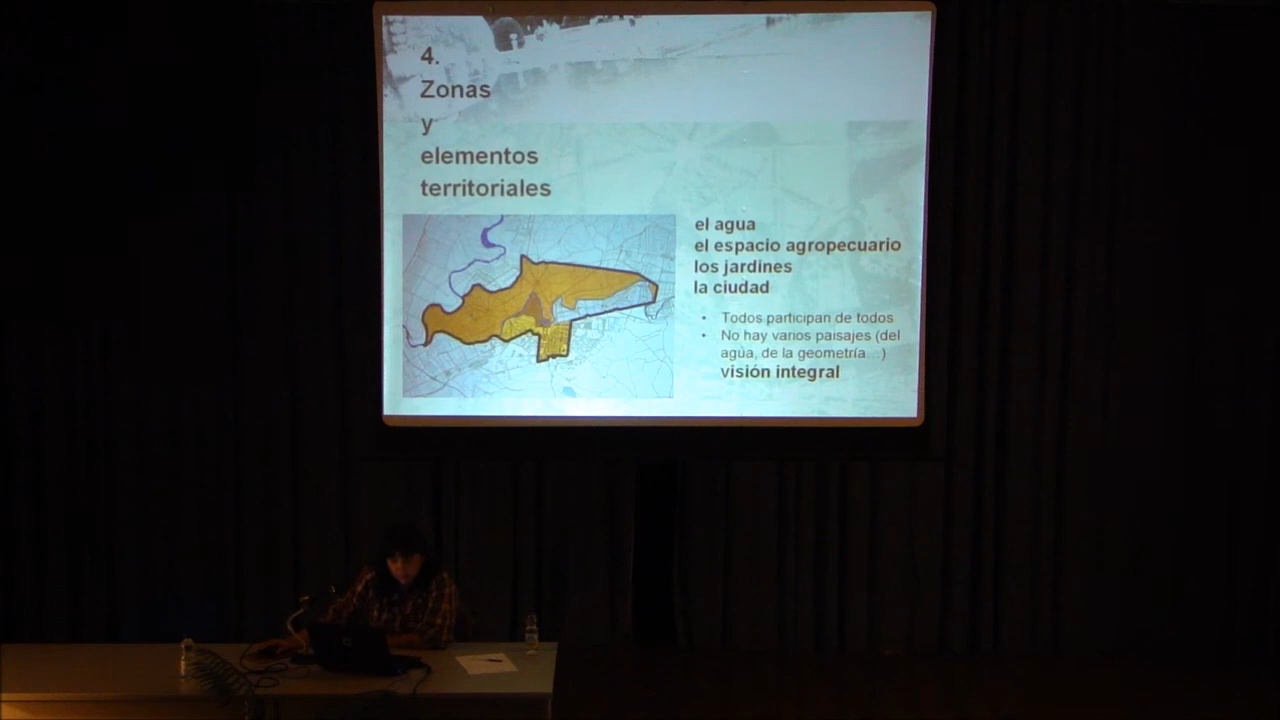 4.
Zonas
y
elementos
territoriales
el agua
el espacio agropecuario
los jardines
la ciudad
• Todos participan de todos
• No hay varios paisajes (del
agua, de la geometría…)
visión integral